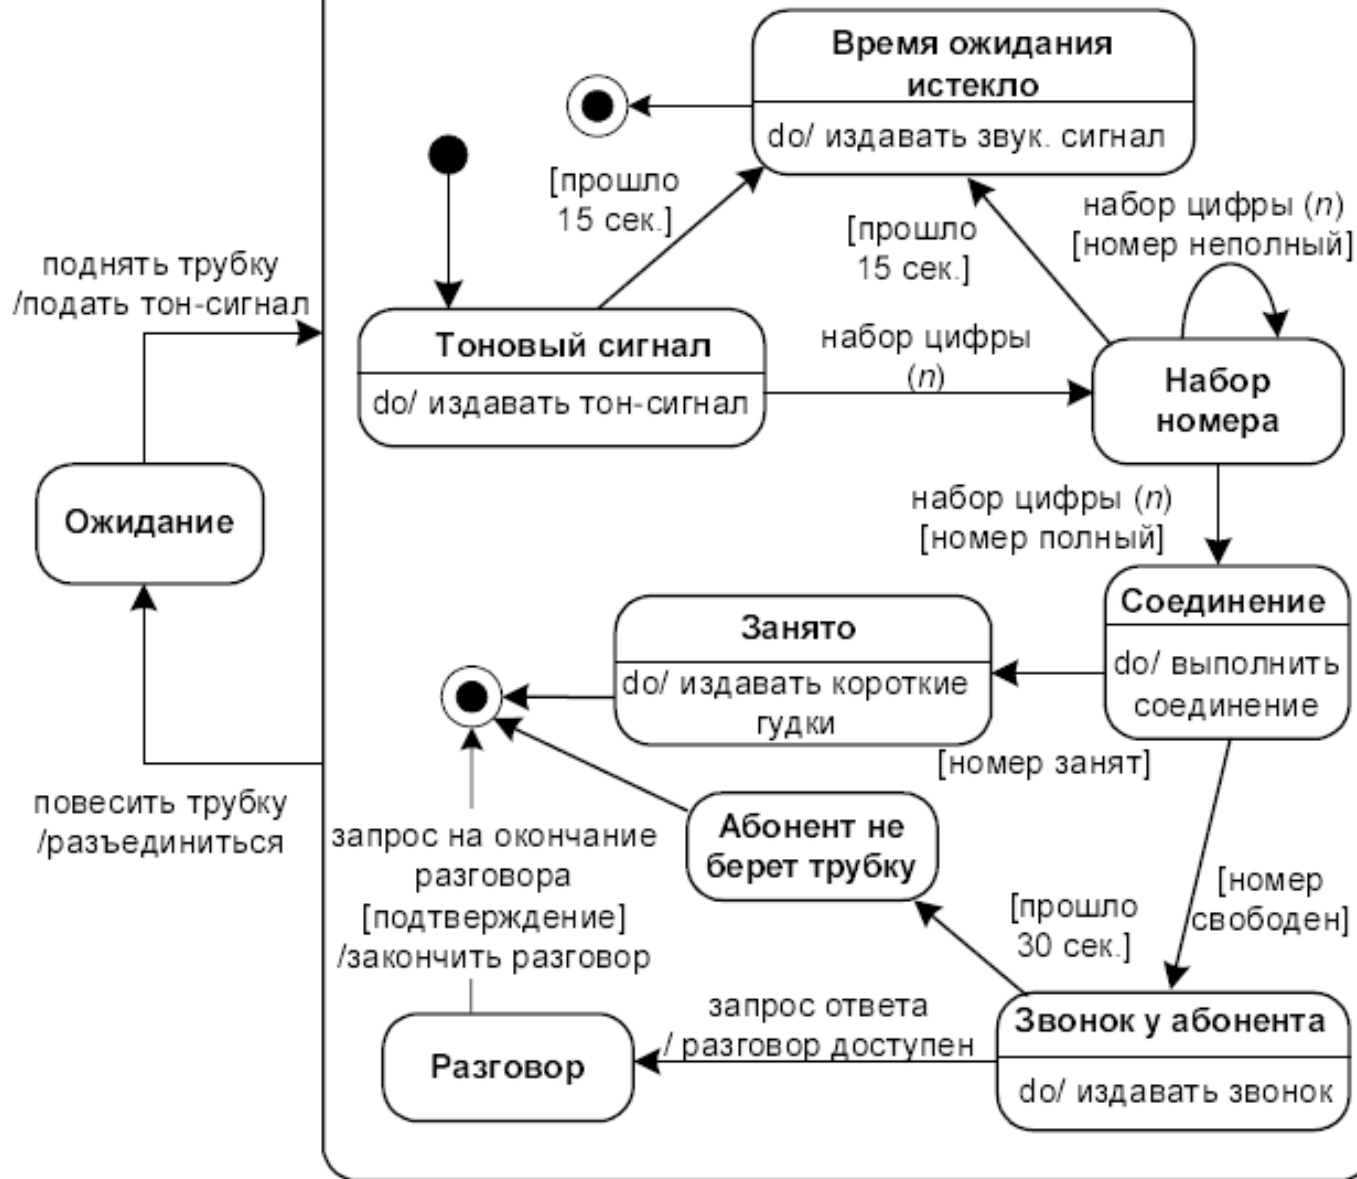 Время ожидания
истекло
do/ издавать звук. сигнал
[прошло
15 сек.]
[прошло
15 сек.]
набор цифры (n)
[номер неполный]
поднять трубку
/подать тон-сигнал
Тоновый сигнал
do/ издавать тон-сигнал
набор цифры
(n)
Набор
номера
Ожидание
набор цифры (n)
[номер полный]
Соединение
do/ выполнить
соединение
Занято
do/ издавать короткие
гудки
[номер занят]
повесить трубку
/разъединиться
запрос на окончание
разговора
[подтверждение]
/закончить разговор
Абонент не
берет трубку
[прошло
30 сек.]
[номер
свободен]
запрос ответа
/ разговор доступен
Звонок у абонента
do/ издавать звонок
Разговор